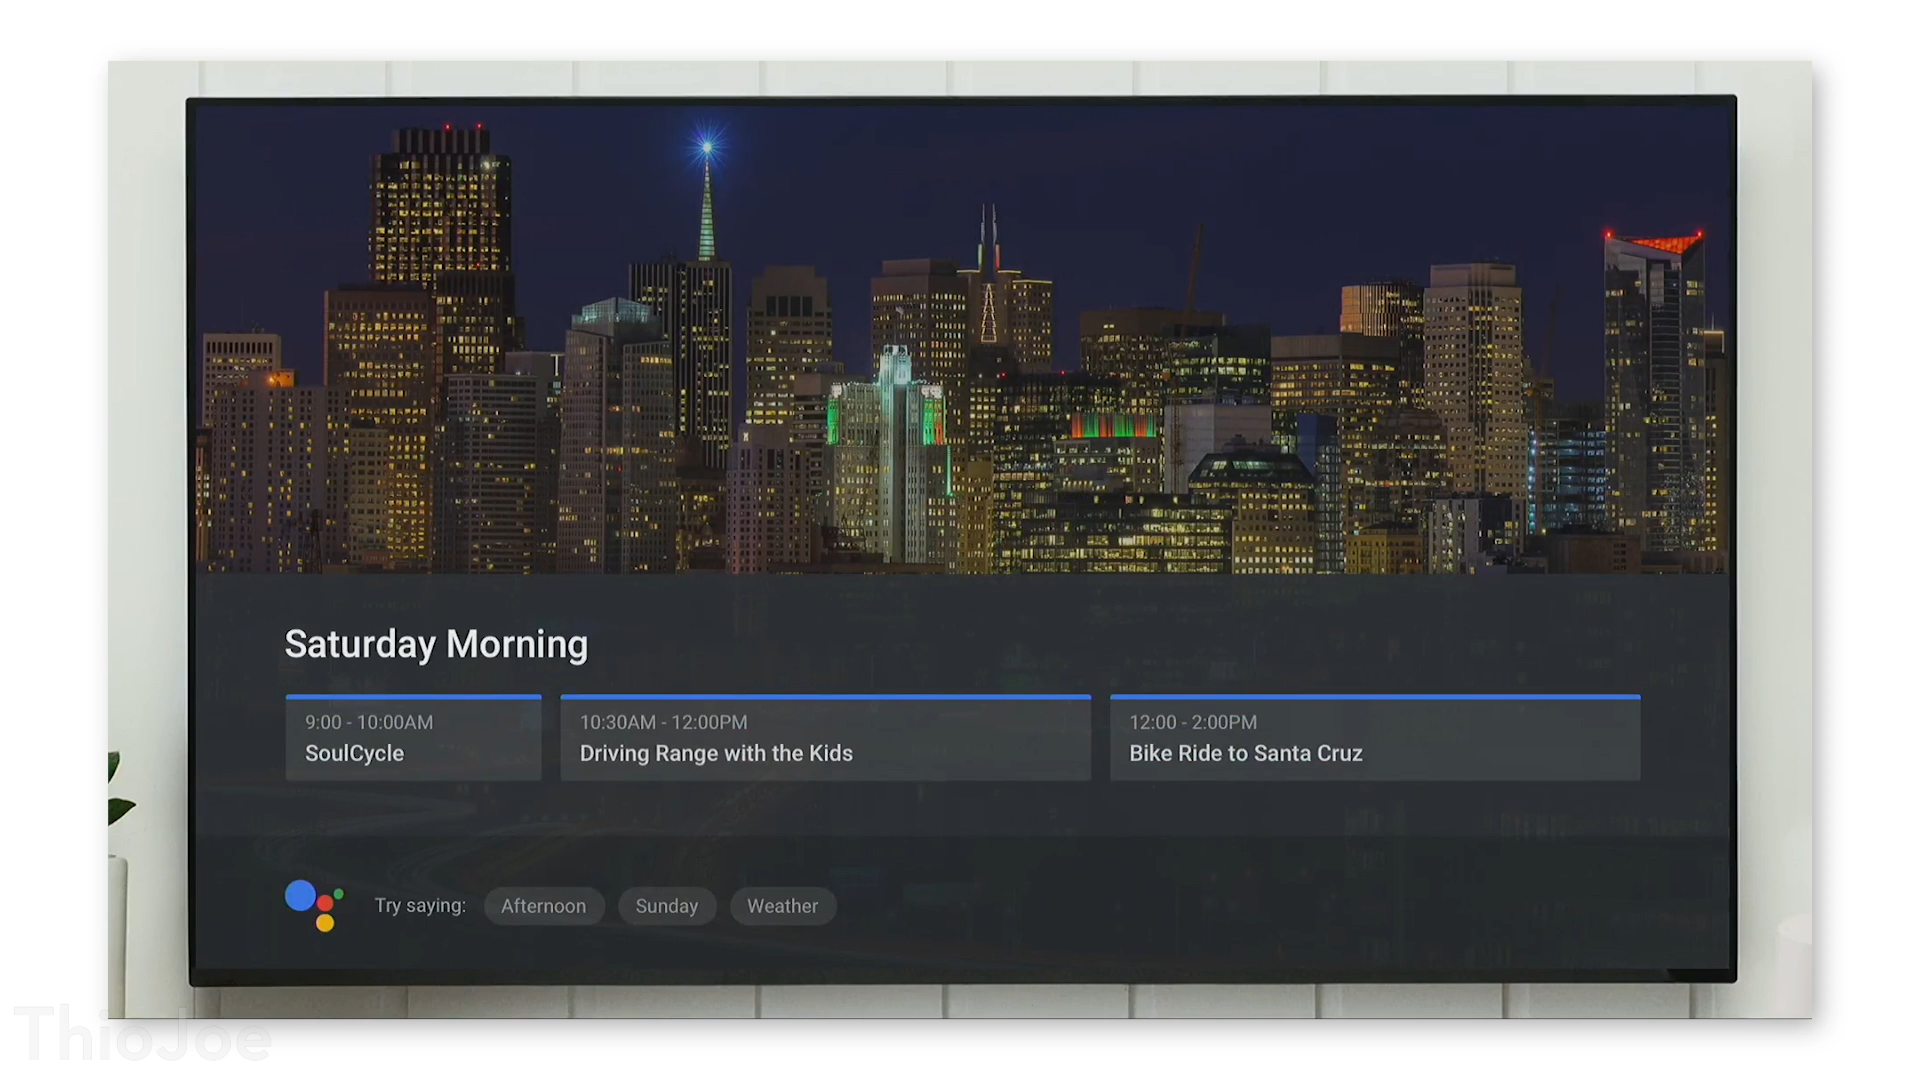 Saturday Morning
9:00 - 10:00AM
SoulCycle
10:30AM - 12:00PM
Driving Range with the Kids
12:00 - 2:00PM
Bike Ride to Santa Cruz
Try saying:
Afternoon
Sunday
Weather
ThioJoe